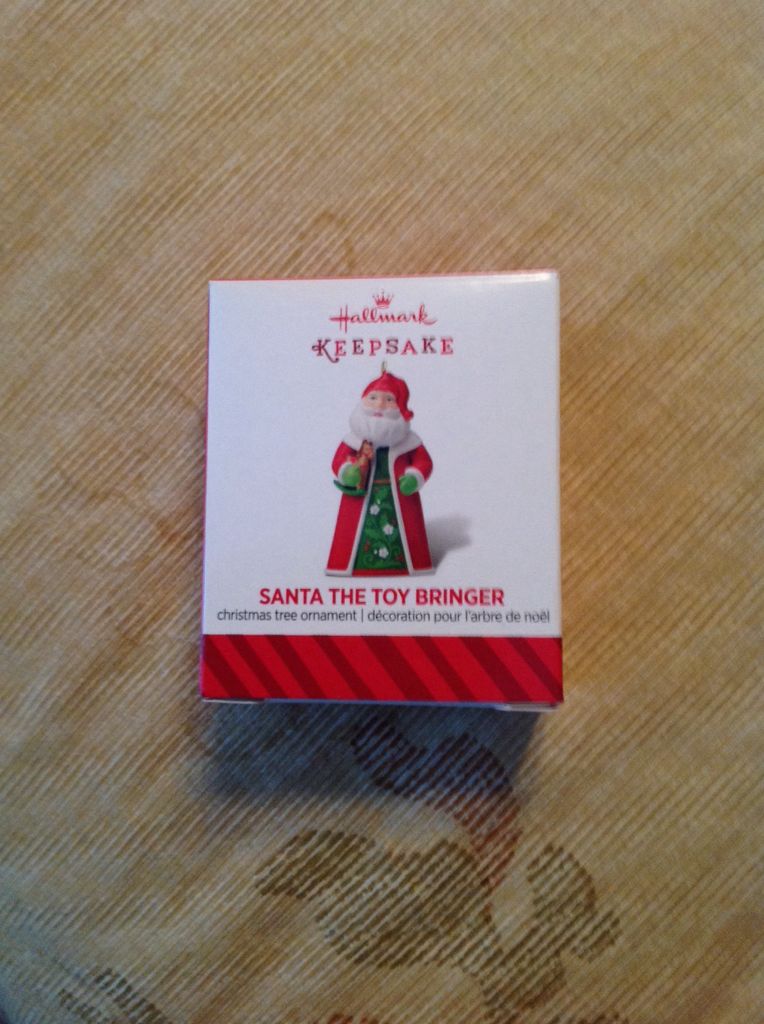 Hallmark
KEEPSAKE
SANTA THE TOY BRINGER
christmas tree ornament | décoration pour l'arbre de noël